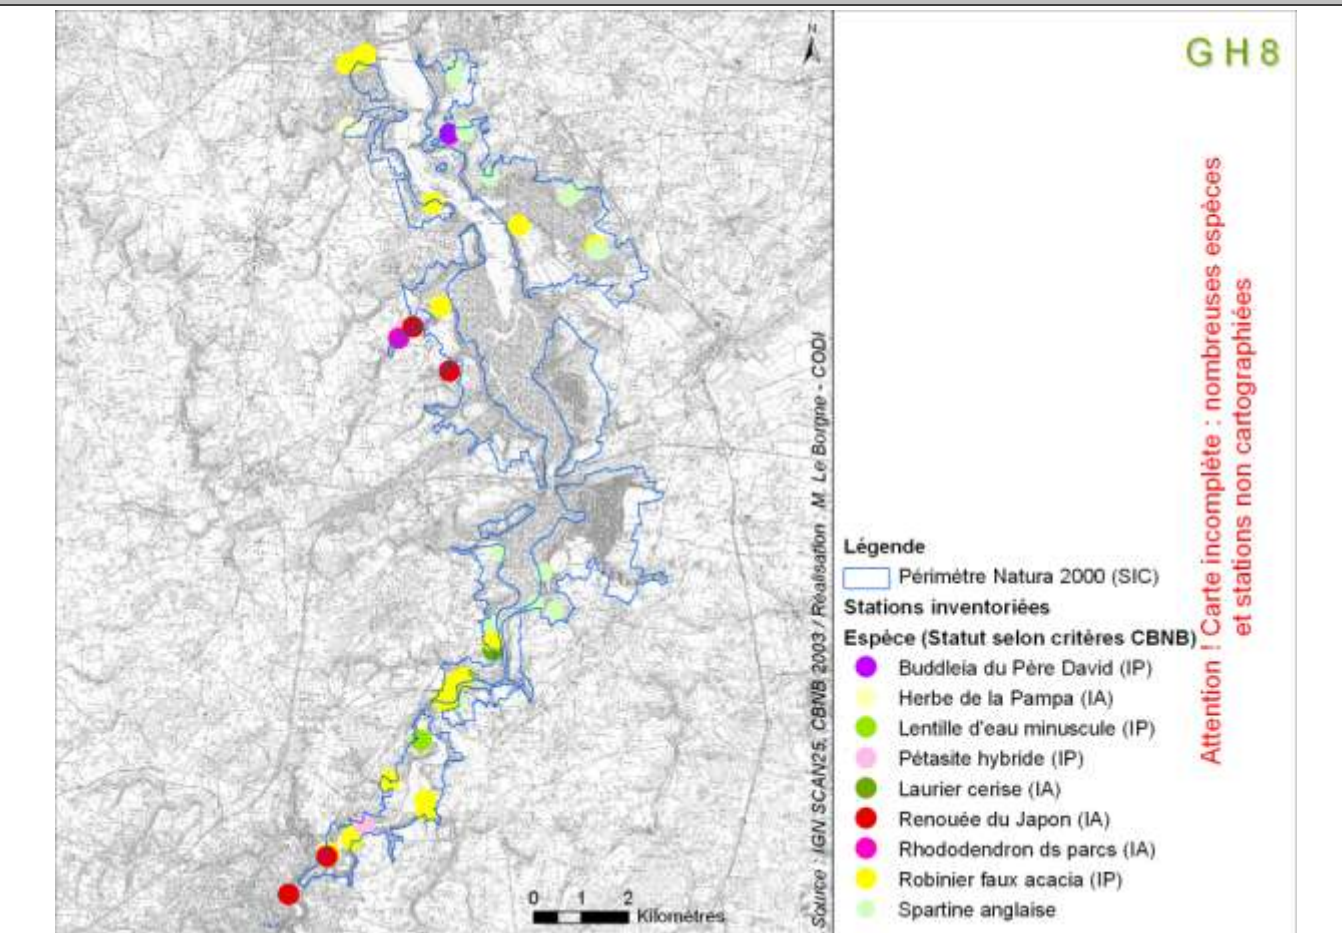 N
G H 8
Attention ! Carte incomplète : nombreuses espèces
et stations non cartographiées
Source : IGN SCAN25, CBNB 2003 / Réalisation : M. Le Borgne - CODI
Légende
Périmètre Natura 2000 (SIC)
Stations inventoriées
Espèce (Statut selon critères CBNB)
Buddleia du Père David (IP)
Herbe de la Pampa (IA)
Lentille d'eau minuscule (IP)
Pétasite hybride (IP)
Laurier cerise (IA)
Renouée du Japon (IA)
Rhododendron ds parcs (IA)
Robinier faux acacia (IP)
Spartine anglaise
0 1 2
Kilomètres